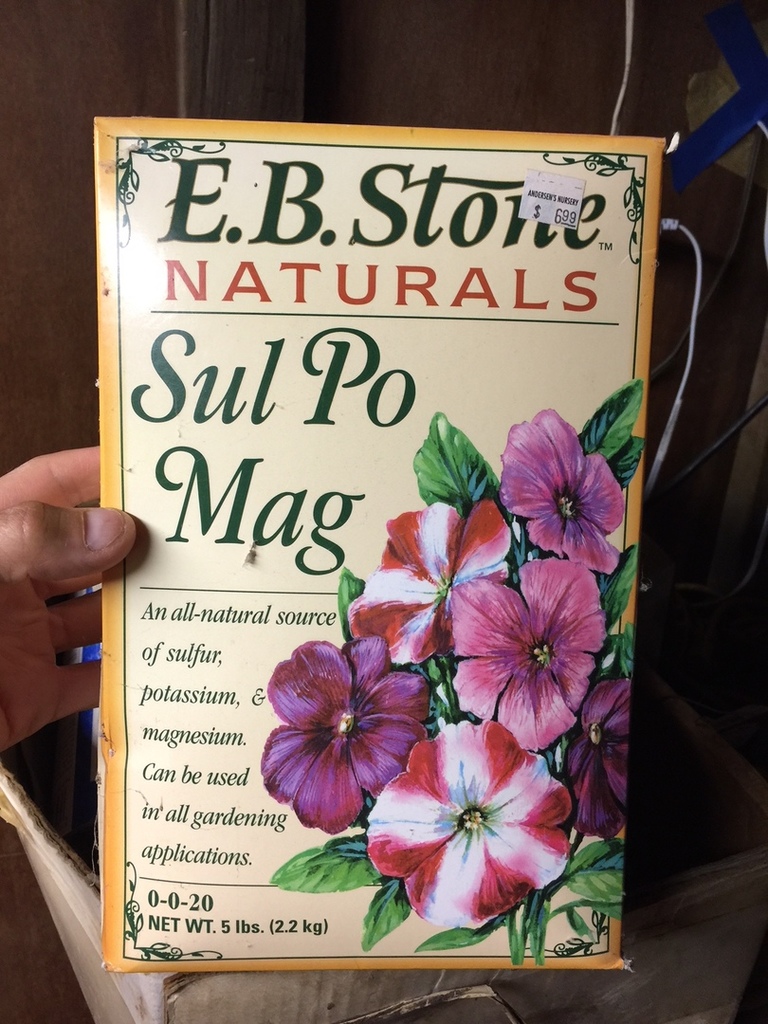 E.B. Stone™
ANDERSEN'S NURSERY
$ 6.99
NATURALS
Sul Po
Mag
An all-natural source
of sulfur,
potassium, &
magnesium.
Can be used
in all gardening
applications.
0-0-20
NET WT. 5 lbs. (2.2 kg)